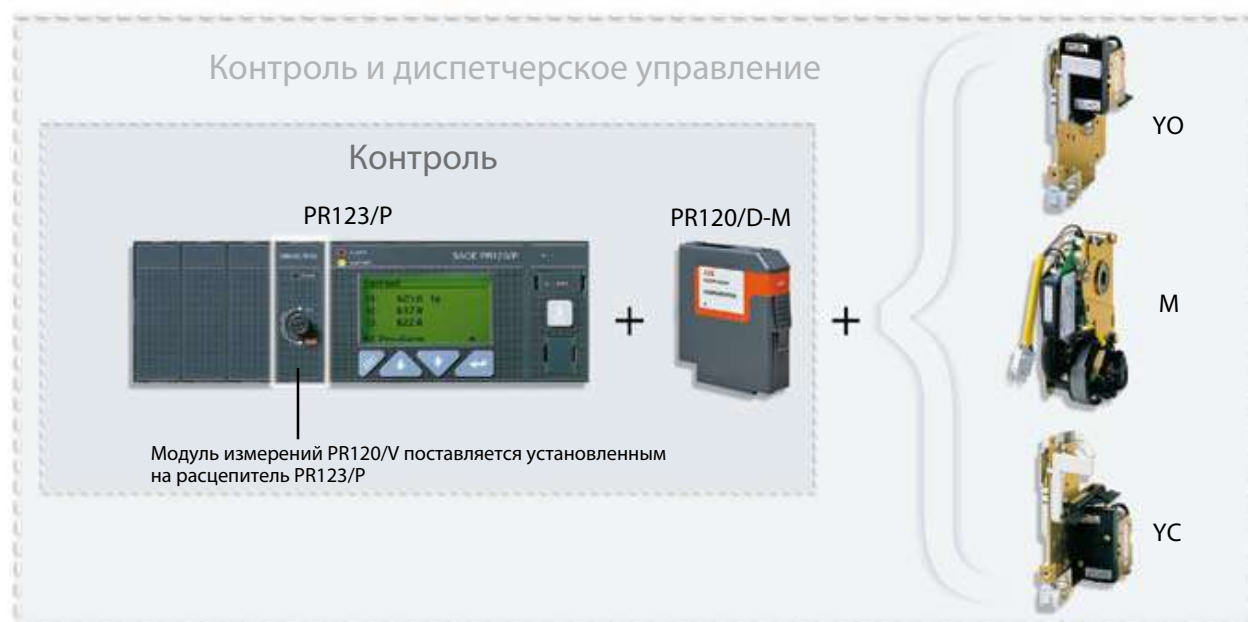 Контроль и диспетчерское управление
Контроль
PR123/P
PR120/D-M
YO
M
YC
Модуль измерений PR120/V поставляется установленным
на расцепитель PR123/P